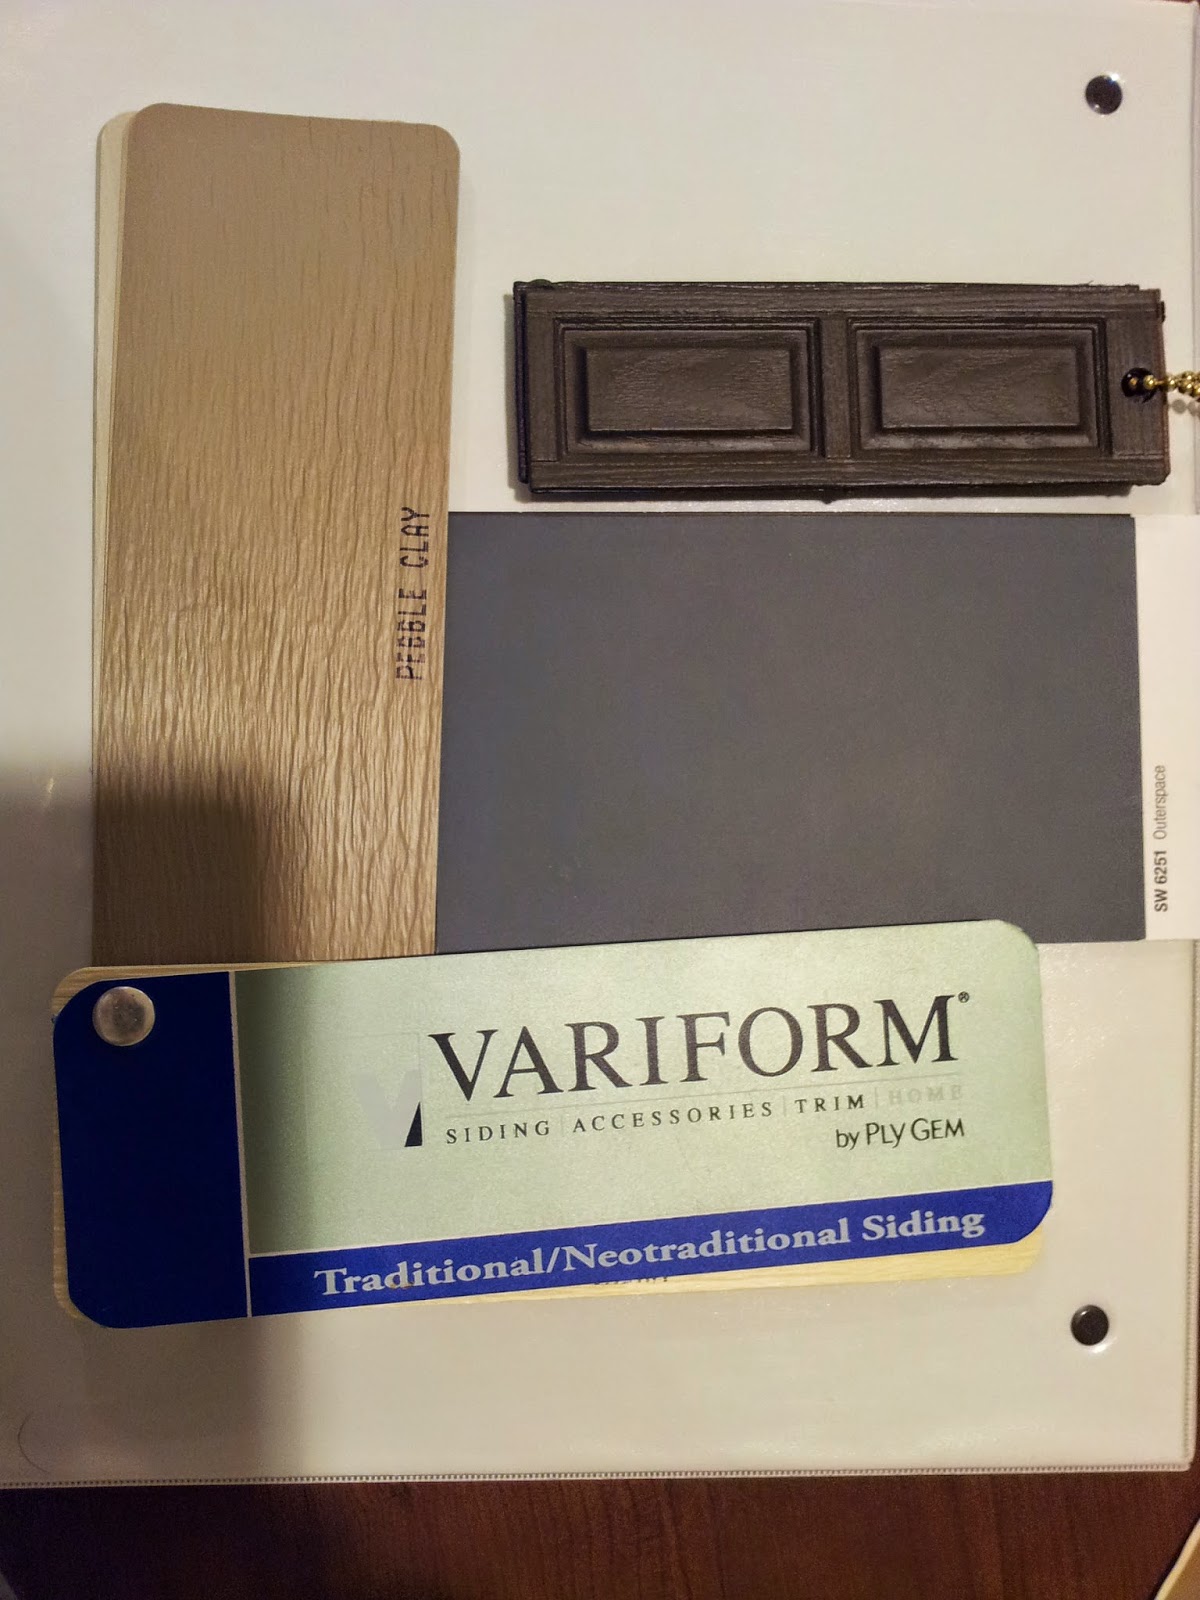 PEBBLE CLAY
SW 6251 Outerspace
VARIFORM®
SIDING | ACCESSORIES | TRIM | HOME
by PLY GEM
Traditional/Neotraditional Siding